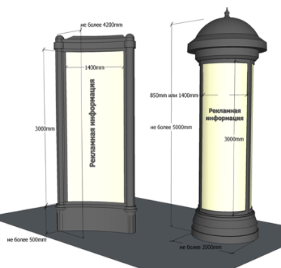 не более 4200mm
1400mm
3000mm
Рекламная информация
не более 500mm
850mm или 1400mm
не более 5000mm
Рекламная
информация
3000mm
не более 2000mm